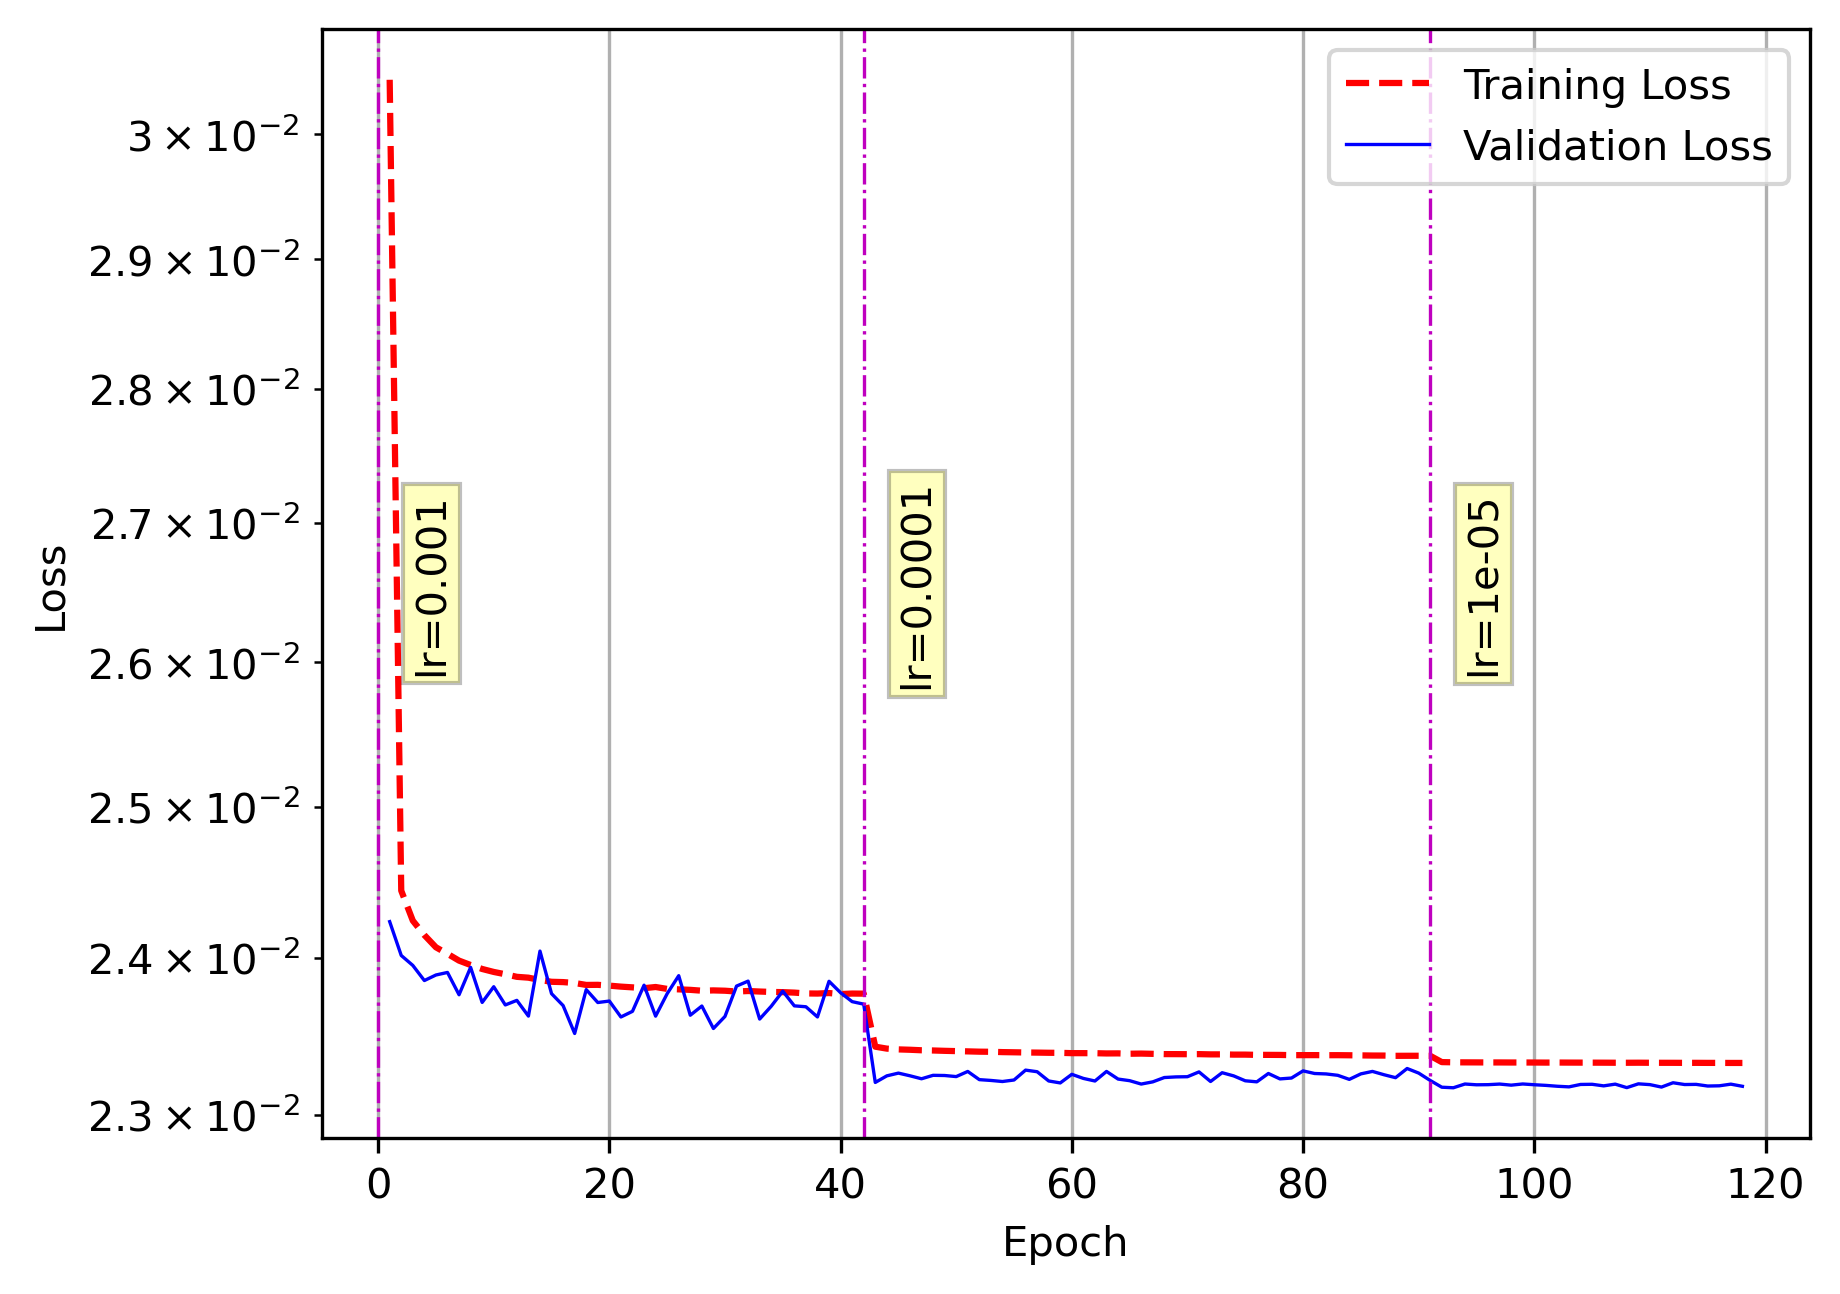 Training Loss
Validation Loss
3 × 10⁻²
2.9 × 10⁻²
2.8 × 10⁻²
2.7 × 10⁻²
2.6 × 10⁻²
2.5 × 10⁻²
2.4 × 10⁻²
2.3 × 10⁻²
Loss
lr=0.001
lr=0.0001
lr=1e-05
0 20 40 60 80 100 120
Epoch